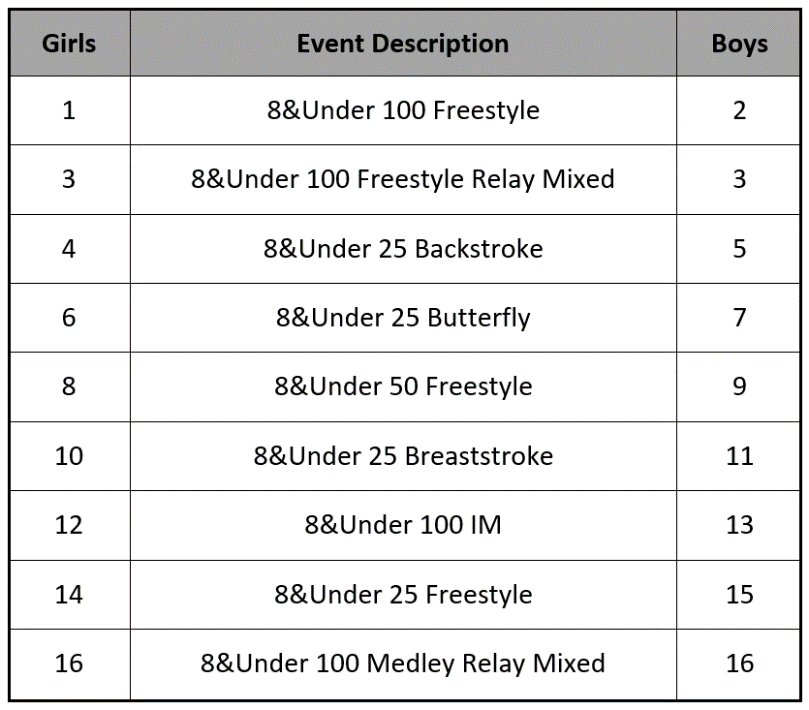 Girls Event Description Boys
1 8&Under 100 Freestyle 2
3 8&Under 100 Freestyle Relay Mixed 3
4 8&Under 25 Backstroke 5
6 8&Under 25 Butterfly 7
8 8&Under 50 Freestyle 9
10 8&Under 25 Breaststroke 11
12 8&Under 100 IM 13
14 8&Under 25 Freestyle 15
16 8&Under 100 Medley Relay Mixed 16